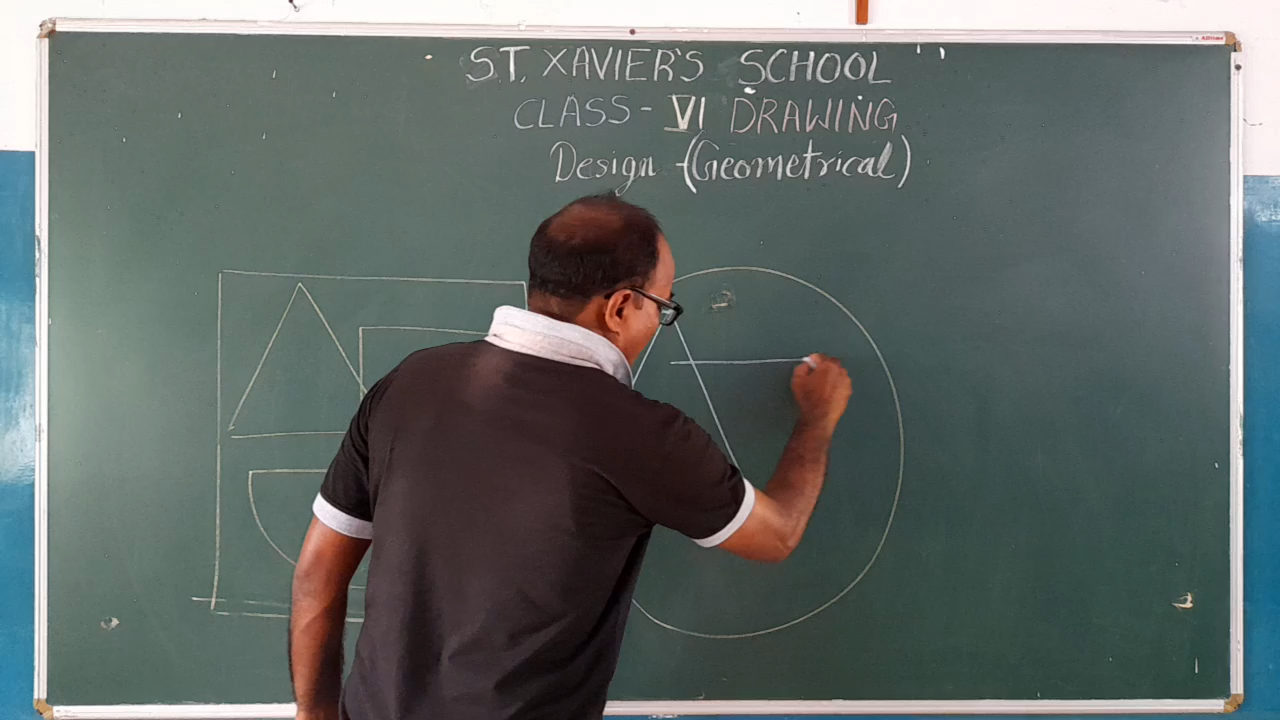 ST. XAVIER'S SCHOOL
CLASS - VI DRAWING
Design - (Geometrical)